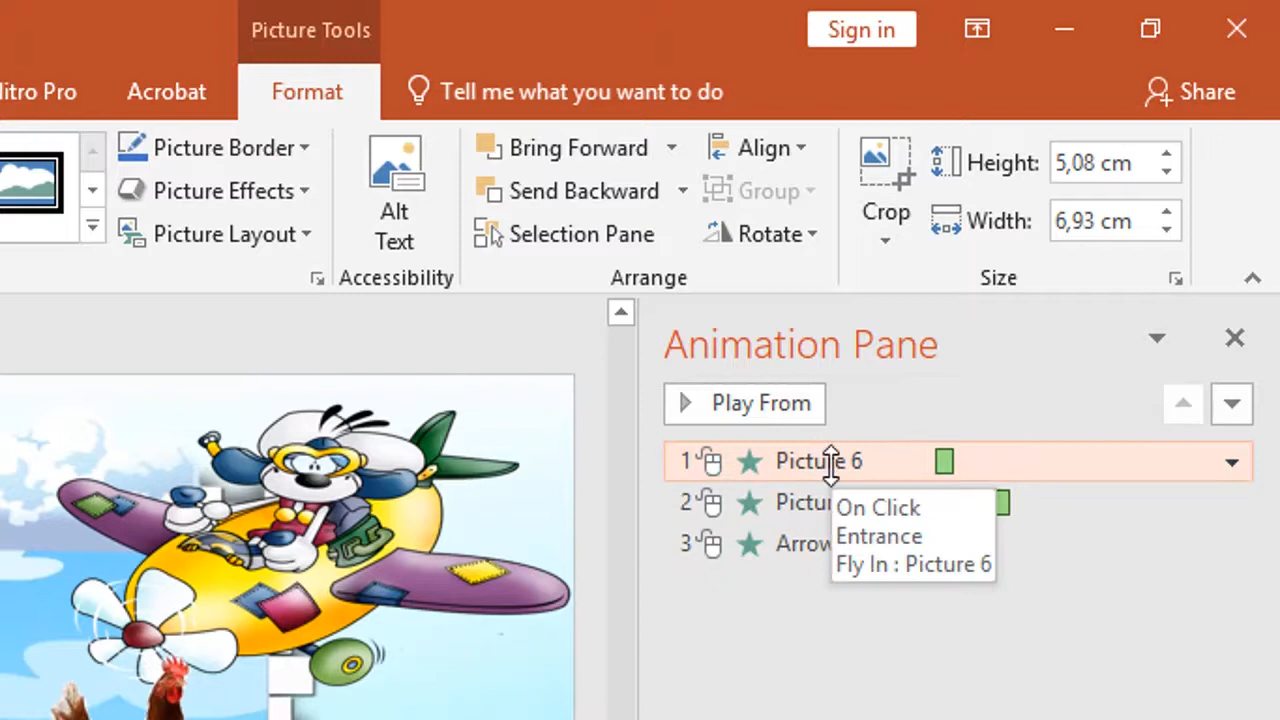 Picture Tools
Sign in
Nitro Pro
Acrobat
Format
Tell me what you want to do
Share
Picture Border
Picture Effects
Picture Layout
Alt
Text
Accessibility
Bring Forward
Send Backward
Selection Pane
Align
Group
Rotate
Arrange
Crop
Height: 5,08 cm
Width: 6,93 cm
Size
Animation Pane
Play From
1 Picture 6
2 Pictur
3 Arrow
On Click
Entrance
Fly In : Picture 6